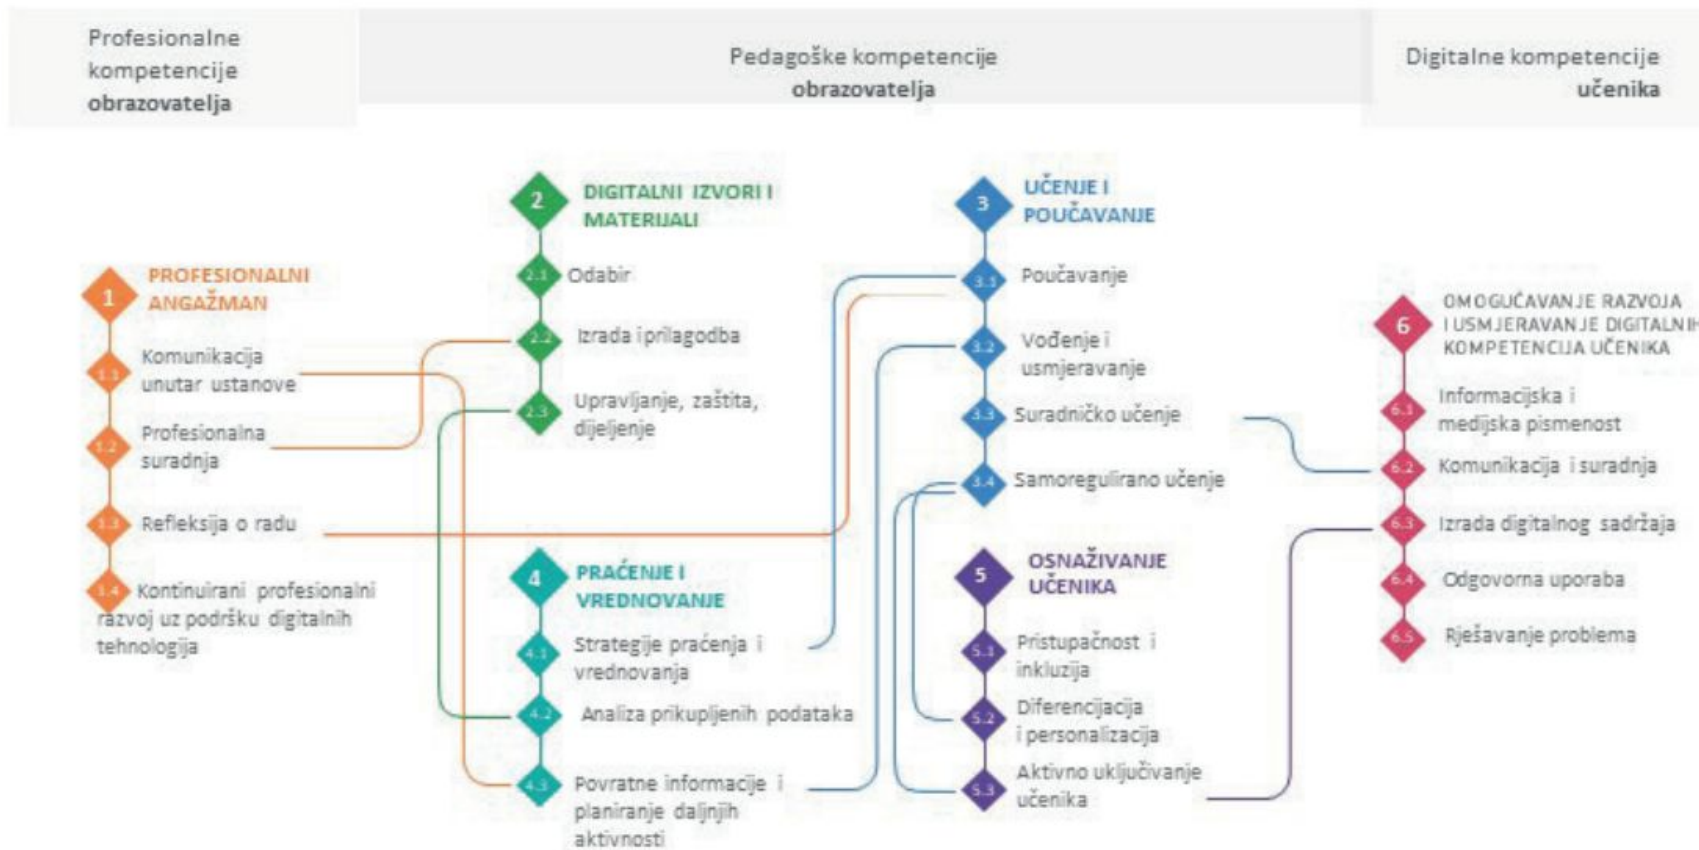 Profesionalne
kompetencije
obrazovatelja
Pedagoške kompetencije
obrazovatelja
Digitalne kompetencije
učenika
1
PROFESIONALNI
ANGAŽMAN
1.1
Komunikacija
unutar ustanove
1.2
Profesionalna
suradnja
1.3
Refleksija o radu
1.4
Kontinuirani profesionalni
razvoj uz podršku digitalnih
tehnologija
2
DIGITALNI IZVORI I
MATERIJALI
2.1
Odabir
2.2
Izrada i prilagodba
2.3
Upravljanje, zaštita,
dijeljenje
4
PRAĆENJE I
VREDNOVANJE
4.1
Strategije praćenja i
vrednovanja
4.2
Analiza prikupljenih podataka
4.3
Povratne informacije i
planiranje daljnjih
aktivnosti
3
UČENJE I
POUČAVANJE
3.1
Poučavanje
3.2
Vođenje i
usmjeravanje
3.3
Suradničko učenje
3.4
Samoregulirano učenje
5
OSNAŽIVANJE
UČENIKA
5.1
Pristupačnost i
inkluzija
5.2
Diferencijacija
i personalizacija
5.3
Aktivno uključivanje
učenika
6
OMOGUĆAVANJE RAZVOJA
I USMJERAVANJE DIGITALNIH
KOMPETENCIJA UČENIKA
6.1
Informacijska i
medijska pismenost
6.2
Komunikacija i suradnja
6.3
Izrada digitalnog sadržaja
6.4
Odgovorna uporaba
6.5
Rješavanje problema